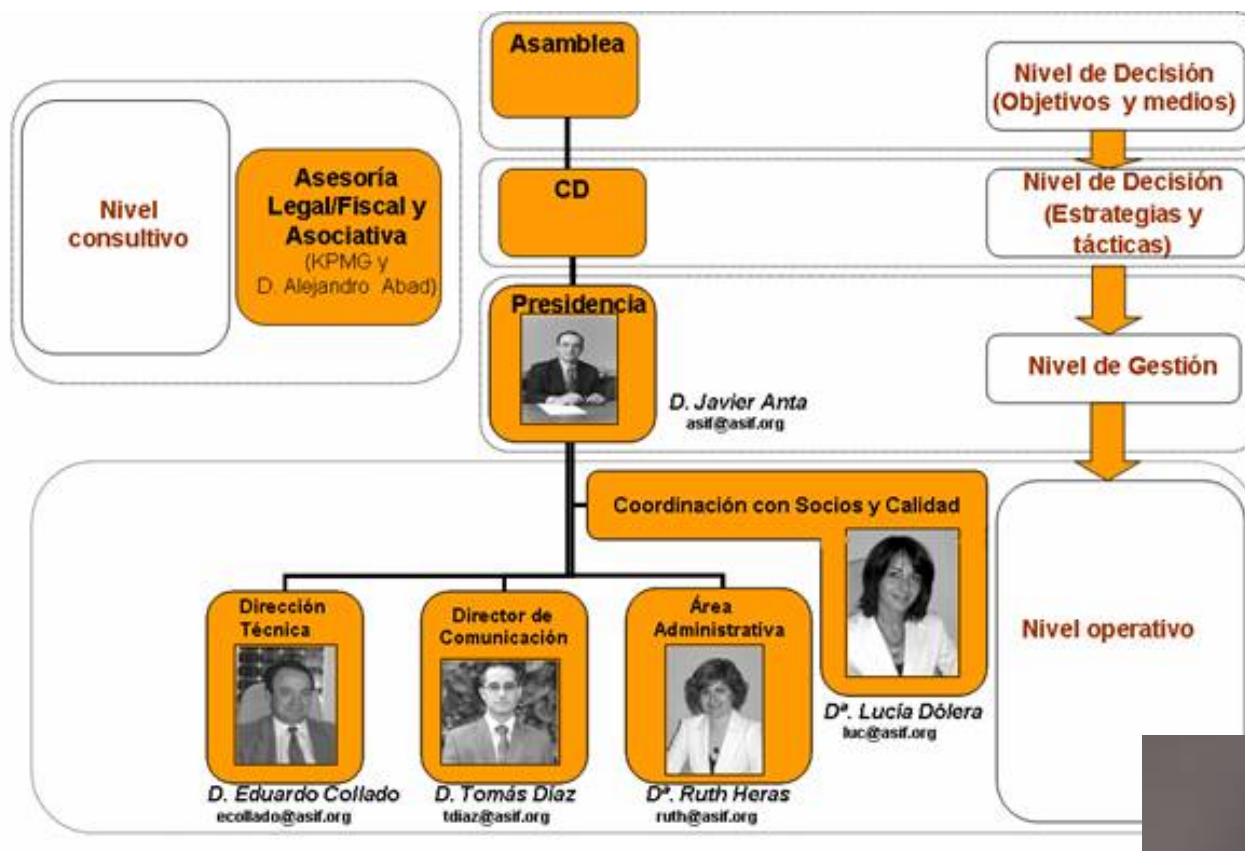 Asamblea
Nivel de Decisión
(Objetivos y medios)
Nivel
consultivo
Asesoría
Legal/Fiscal y
Asociativa
(KPMG y
D. Alejandro Abad)
CD
Nivel de Decisión
(Estrategias y
tácticas)
Presidencia
D. Javier Anta
asif@asif.org
Nivel de Gestión
Coordinación con Socios y Calidad
Dª. Lucía Dólera
luc@asif.org
Dirección
Técnica
D. Eduardo Collado
ecollado@asif.org
Director de
Comunicación
D. Tomás Díaz
tdiaz@asif.org
Área
Administrativa
Dª. Ruth Heras
ruth@asif.org
Nivel operativo